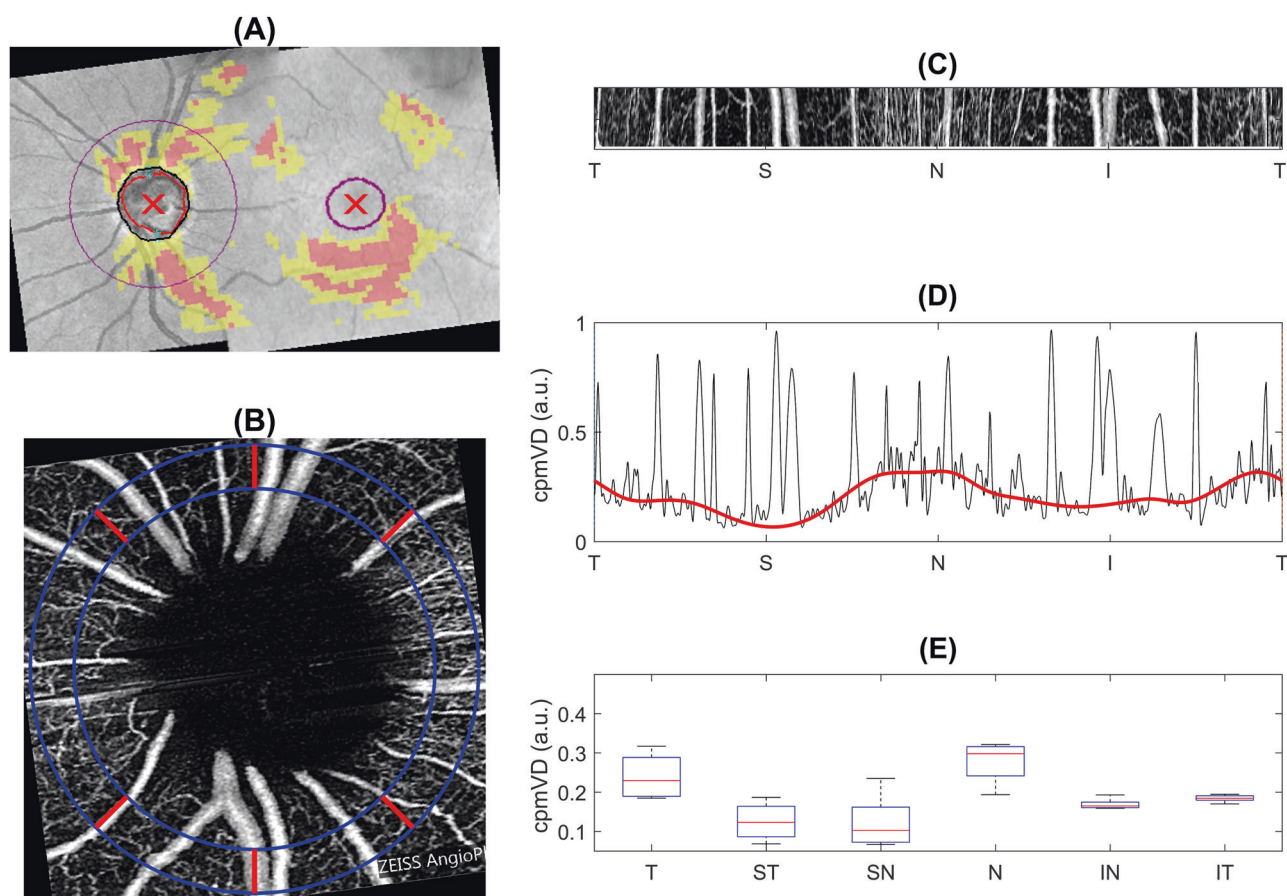 (A)
(B)
ZEISS AngioPl
(C)
T S N I T
(D)
cpmVD (a.u.)
1
0.5
0
T S N I T
(E)
cpmVD (a.u.)
0.4
0.3
0.2
0.1
T ST SN N IN IT